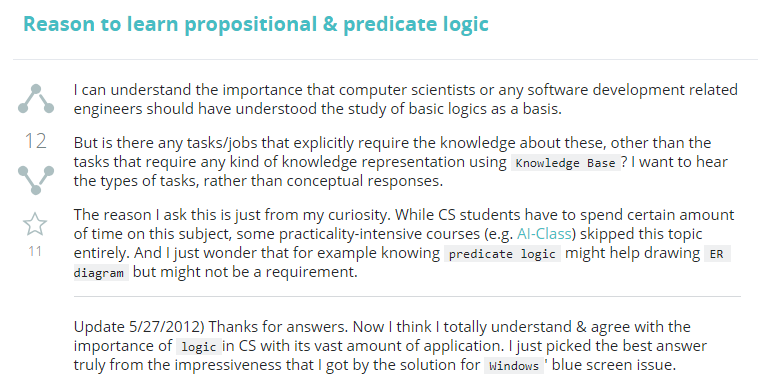 Reason to learn propositional & predicate logic
I can understand the importance that computer scientists or any software development related
engineers should have understood the study of basic logics as a basis.
12
But is there any tasks/jobs that explicitly require the knowledge about these, other than the
tasks that require any kind of knowledge representation using Knowledge Base ? I want to hear
the types of tasks, rather than conceptual responses.
The reason I ask this is just from my curiosity. While CS students have to spend certain amount
11
of time on this subject, some practicality-intensive courses (e.g. AI-Class) skipped this topic
entirely. And I just wonder that for example knowing predicate logic might help drawing ER
diagram but might not be a requirement.
Update 5/27/2012) Thanks for answers. Now I think I totally understand & agree with the
importance of logic in CS with its vast amount of application. I just picked the best answer
truly from the impressiveness that I got by the solution for Windows ' blue screen issue.